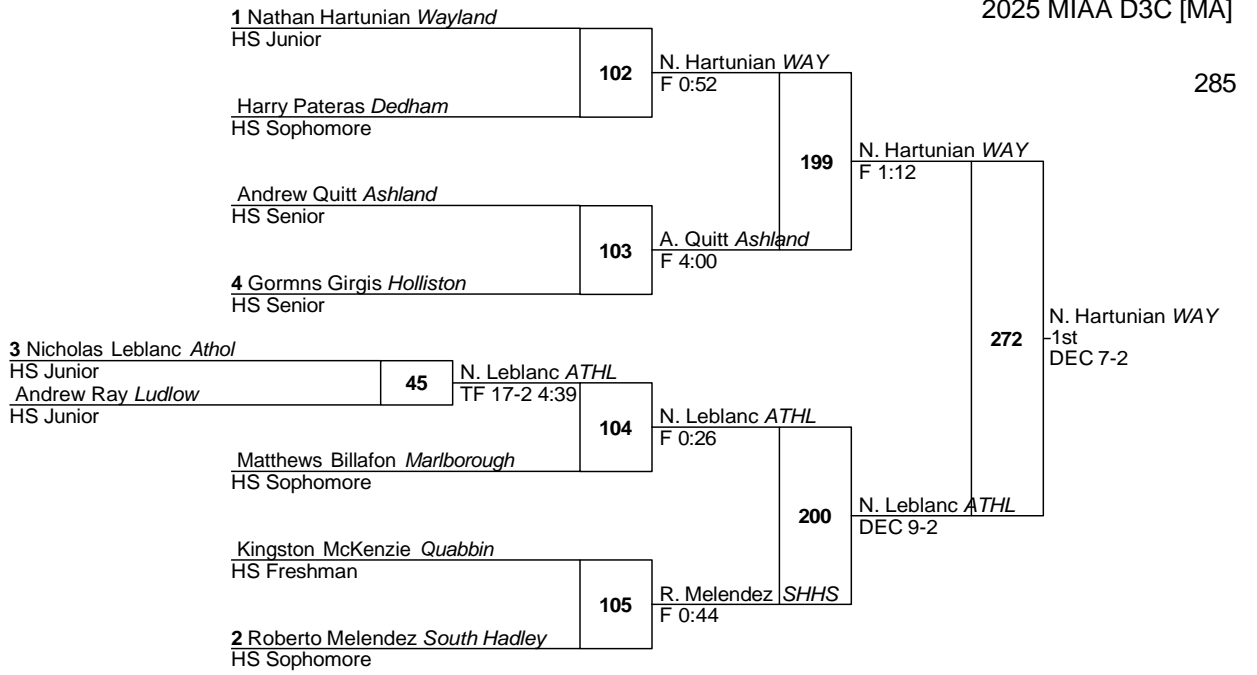 2025 MIAA D3C [MA]
285
1 Nathan Hartunian Wayland
HS Junior
102
N. Hartunian WAY
F 0:52
Harry Pateras Dedham
HS Sophomore
199
N. Hartunian WAY
F 1:12
Andrew Quitt Ashland
HS Senior
103
A. Quitt Ashland
F 4:00
4 Gormns Girgis Holliston
HS Senior
272
N. Hartunian WAY
1st
DEC 7-2
3 Nicholas Leblanc Athol
HS Junior
45
N. Leblanc ATHL
TF 17-2 4:39
Andrew Ray Ludlow
HS Junior
104
N. Leblanc ATHL
F 0:26
Matthews Billafon Marlborough
HS Sophomore
200
N. Leblanc ATHL
DEC 9-2
Kingston McKenzie Quabbin
HS Freshman
105
R. Melendez SHHS
F 0:44
2 Roberto Melendez South Hadley
HS Sophomore